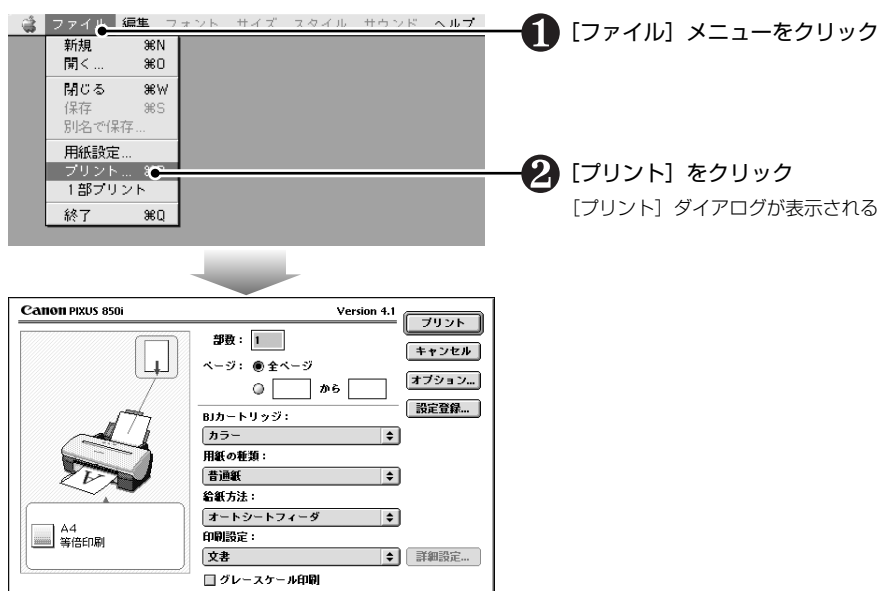 ファイル 編集 フォント サイズ スタイル サウンド ヘルプ
新規 ⌘N
開く... ⌘O
閉じる ⌘W
保存 ⌘S
別名で保存...
用紙設定...
プリント...
1部プリント
終了 ⌘Q
❶ [ファイル] メニューをクリック
❷ [プリント] をクリック
[プリント] ダイアログが表示される
Canon PIXUS 850i Version 4.1
部数： 1
ページ： 全ページ
から
BJカートリッジ：
カラー
用紙の種類：
普通紙
給紙方法：
オートシートフィーダ
印刷設定：
文書
グレースケール印刷
プリント
キャンセル
オプション...
設定登録...
詳細設定...
A
A4
等倍印刷